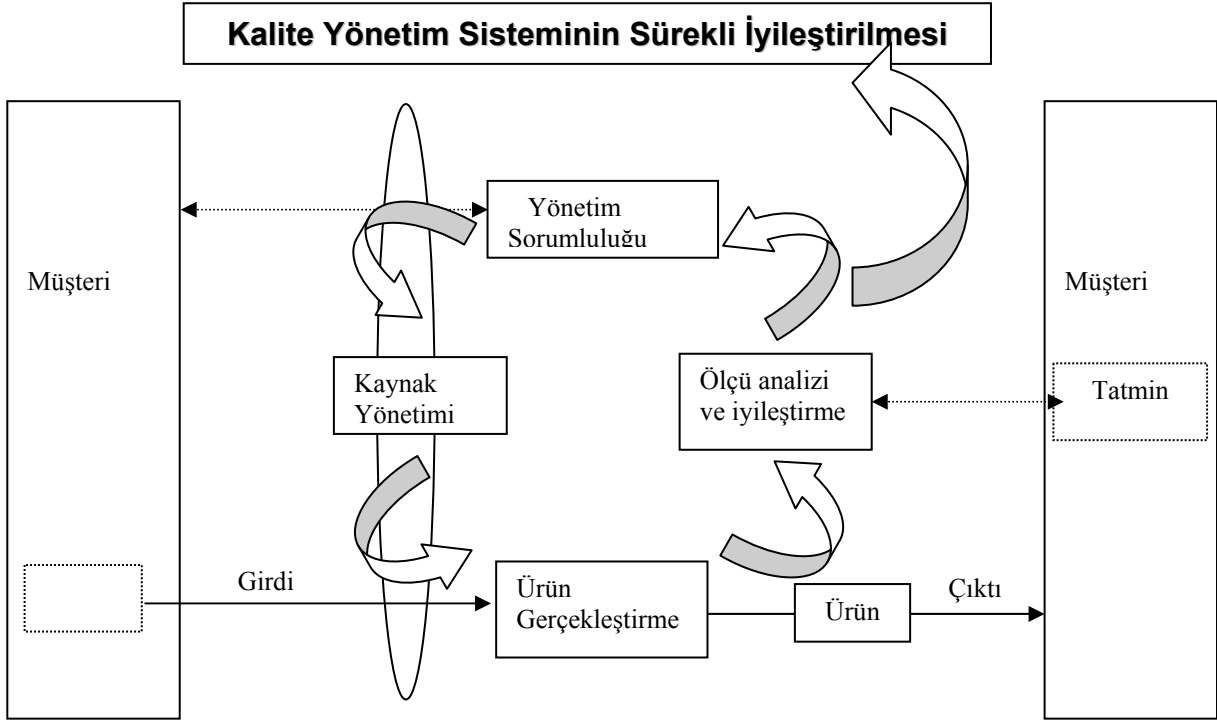 Kalite Yönetim Sisteminin Sürekli İyileştirilmesi
Yönetim
Sorumluluğu
Müşteri
Müşteri
Kaynak
Yönetimi
Ölçü analizi
ve iyileştirme
Tatmin
Girdi
Ürün
Gerçekleştirme
Ürün
Çıktı